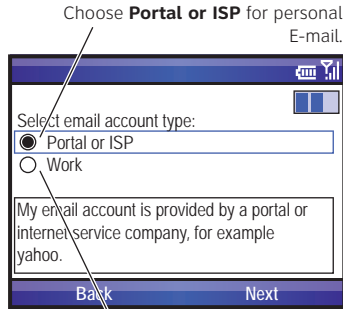 Choose Portal or ISP for personal
E-mail.
Select email account type:
Portal or ISP
Work
My email account is provided by a portal or
internet service company, for example
yahoo.
Back Next